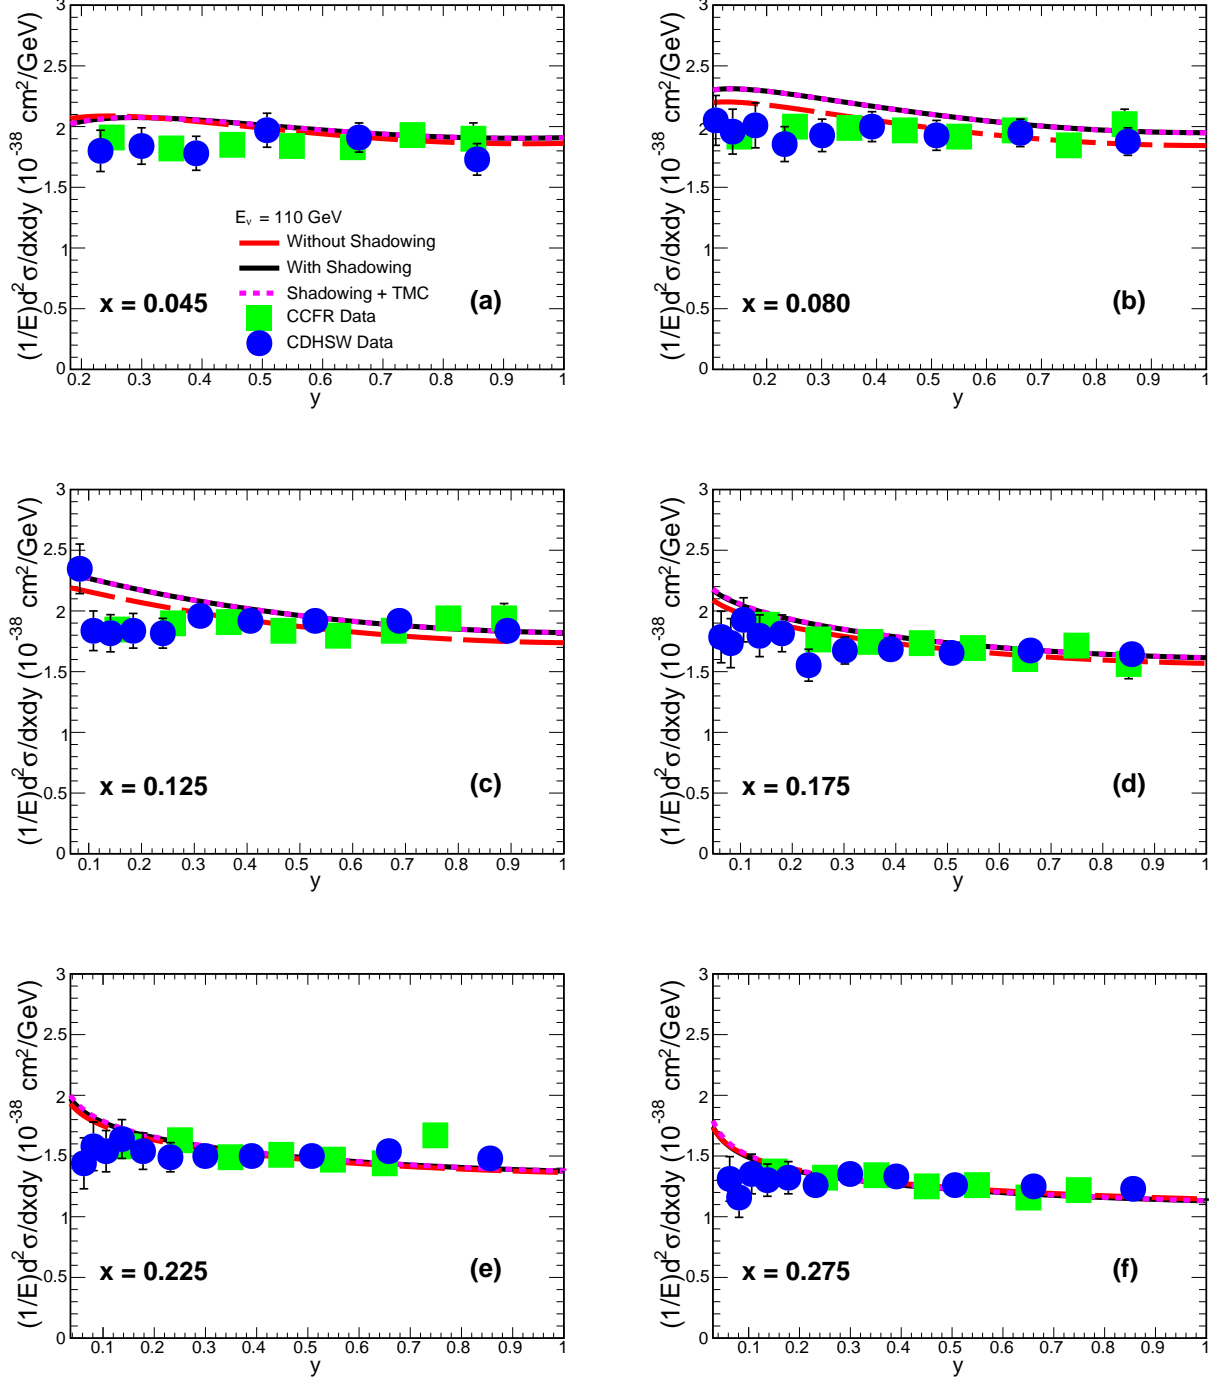 (1/E)d²σ/dxdy (10⁻³⁸ cm²/GeV)
3
2.5
2
1.5
1
0.5
0
E_ν = 110 GeV
Without Shadowing
With Shadowing
Shadowing + TMC
CCFR Data
CDHSW Data
x = 0.045
(a)
0.2 0.3 0.4 0.5 0.6 0.7 0.8 0.9 1
y
(1/E)d²σ/dxdy (10⁻³⁸ cm²/GeV)
3
2.5
2
1.5
1
0.5
0
x = 0.080
(b)
0.2 0.3 0.4 0.5 0.6 0.7 0.8 0.9 1
y
(1/E)d²σ/dxdy (10⁻³⁸ cm²/GeV)
3
2.5
2
1.5
1
0.5
0
x = 0.125
(c)
0.1 0.2 0.3 0.4 0.5 0.6 0.7 0.8 0.9 1
y
(1/E)d²σ/dxdy (10⁻³⁸ cm²/GeV)
3
2.5
2
1.5
1
0.5
0
x = 0.175
(d)
0.1 0.2 0.3 0.4 0.5 0.6 0.7 0.8 0.9 1
y
(1/E)d²σ/dxdy (10⁻³⁸ cm²/GeV)
3
2.5
2
1.5
1
0.5
0
x = 0.225
(e)
0.1 0.2 0.3 0.4 0.5 0.6 0.7 0.8 0.9 1
y
(1/E)d²σ/dxdy (10⁻³⁸ cm²/GeV)
3
2.5
2
1.5
1
0.5
0
x = 0.275
(f)
0.1 0.2 0.3 0.4 0.5 0.6 0.7 0.8 0.9 1
y